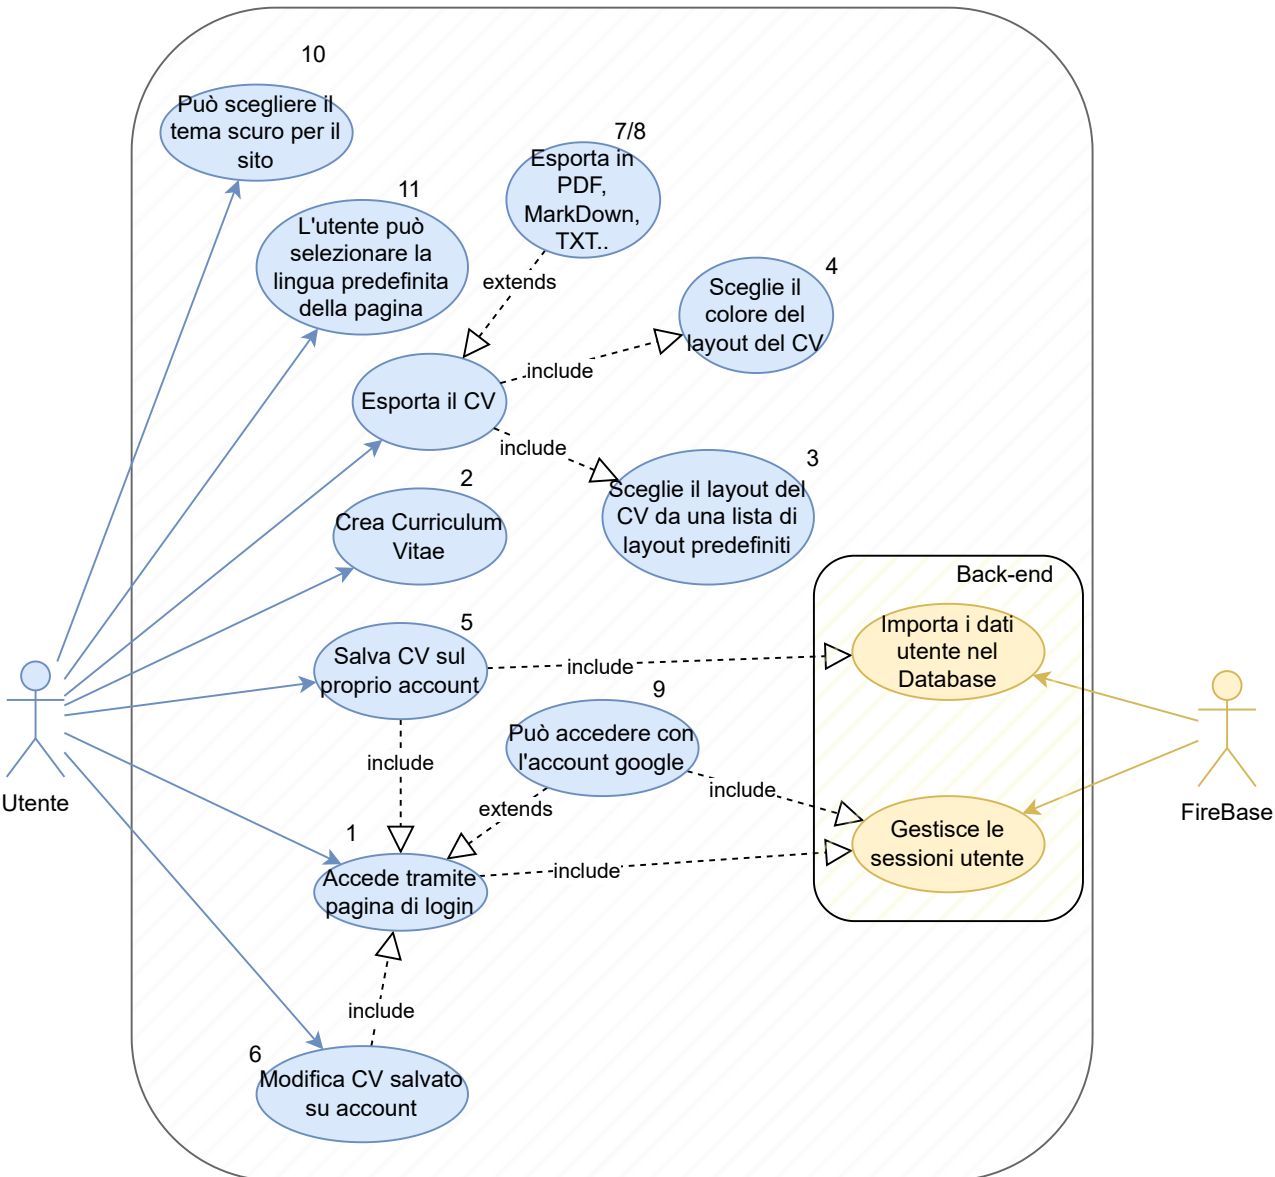 10
Può scegliere il
tema scuro per il
sito
7/8
Esporta in
PDF,
MarkDown,
TXT..
11
L'utente può
selezionare la
lingua predefinita
della pagina
extends
4
Sceglie il
colore del
layout del CV
include
Esporta il CV
include
3
Sceglie il layout del
CV da una lista di
layout predefiniti
2
Crea Curriculum
Vitae
Back-end
Importa i dati
utente nel
Database
5
Salva CV sul
proprio account
include
9
Può accedere con
l'account google
include
include
extends
Utente
FireBase
1
Accede tramite
pagina di login
include
Gestisce le
sessioni utente
include
6
Modifica CV salvato
su account